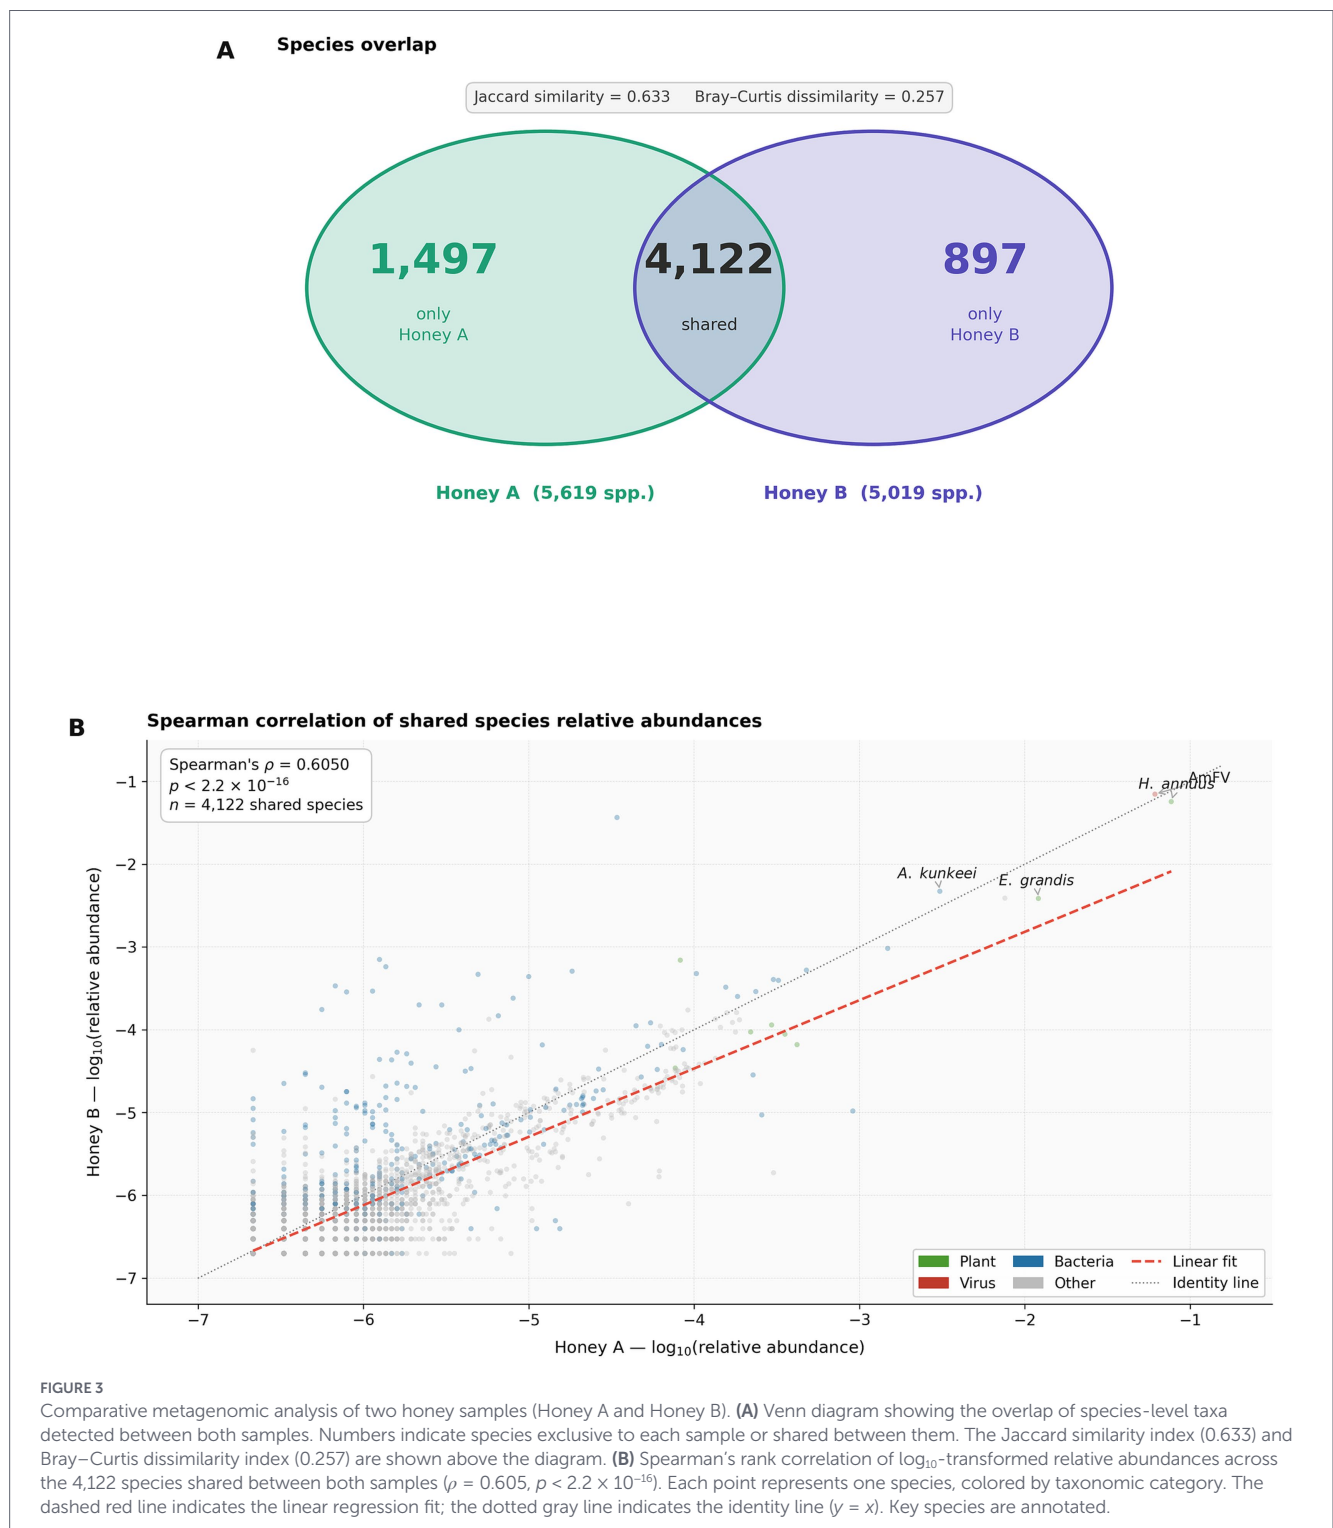 A
Species overlap
Jaccard similarity = 0.633 Bray–Curtis dissimilarity = 0.257
1,497
only
Honey A
4,122
shared
897
only
Honey B
Honey A (5,619 spp.)
Honey B (5,019 spp.)
B
Spearman correlation of shared species relative abundances
Spearman's ρ = 0.6050
p < 2.2 × 10⁻¹⁶
n = 4,122 shared species
AmFV
H. annuus
A. kunkeei
E. grandis
Honey B — log₁₀(relative abundance)
−1
−2
−3
−4
−5
−6
−7
Plant
Virus
Bacteria
Other
Linear fit
Identity line
−7 −6 −5 −4 −3 −2 −1
Honey A — log₁₀(relative abundance)
FIGURE 3
Comparative metagenomic analysis of two honey samples (Honey A and Honey B). (A) Venn diagram showing the overlap of species-level taxa
detected between both samples. Numbers indicate species exclusive to each sample or shared between them. The Jaccard similarity index (0.633) and
Bray–Curtis dissimilarity index (0.257) are shown above the diagram. (B) Spearman's rank correlation of log₁₀-transformed relative abundances across
the 4,122 species shared between both samples (ρ = 0.605, p < 2.2 × 10⁻¹⁶). Each point represents one species, colored by taxonomic category. The
dashed red line indicates the linear regression fit; the dotted gray line indicates the identity line (y = x). Key species are annotated.